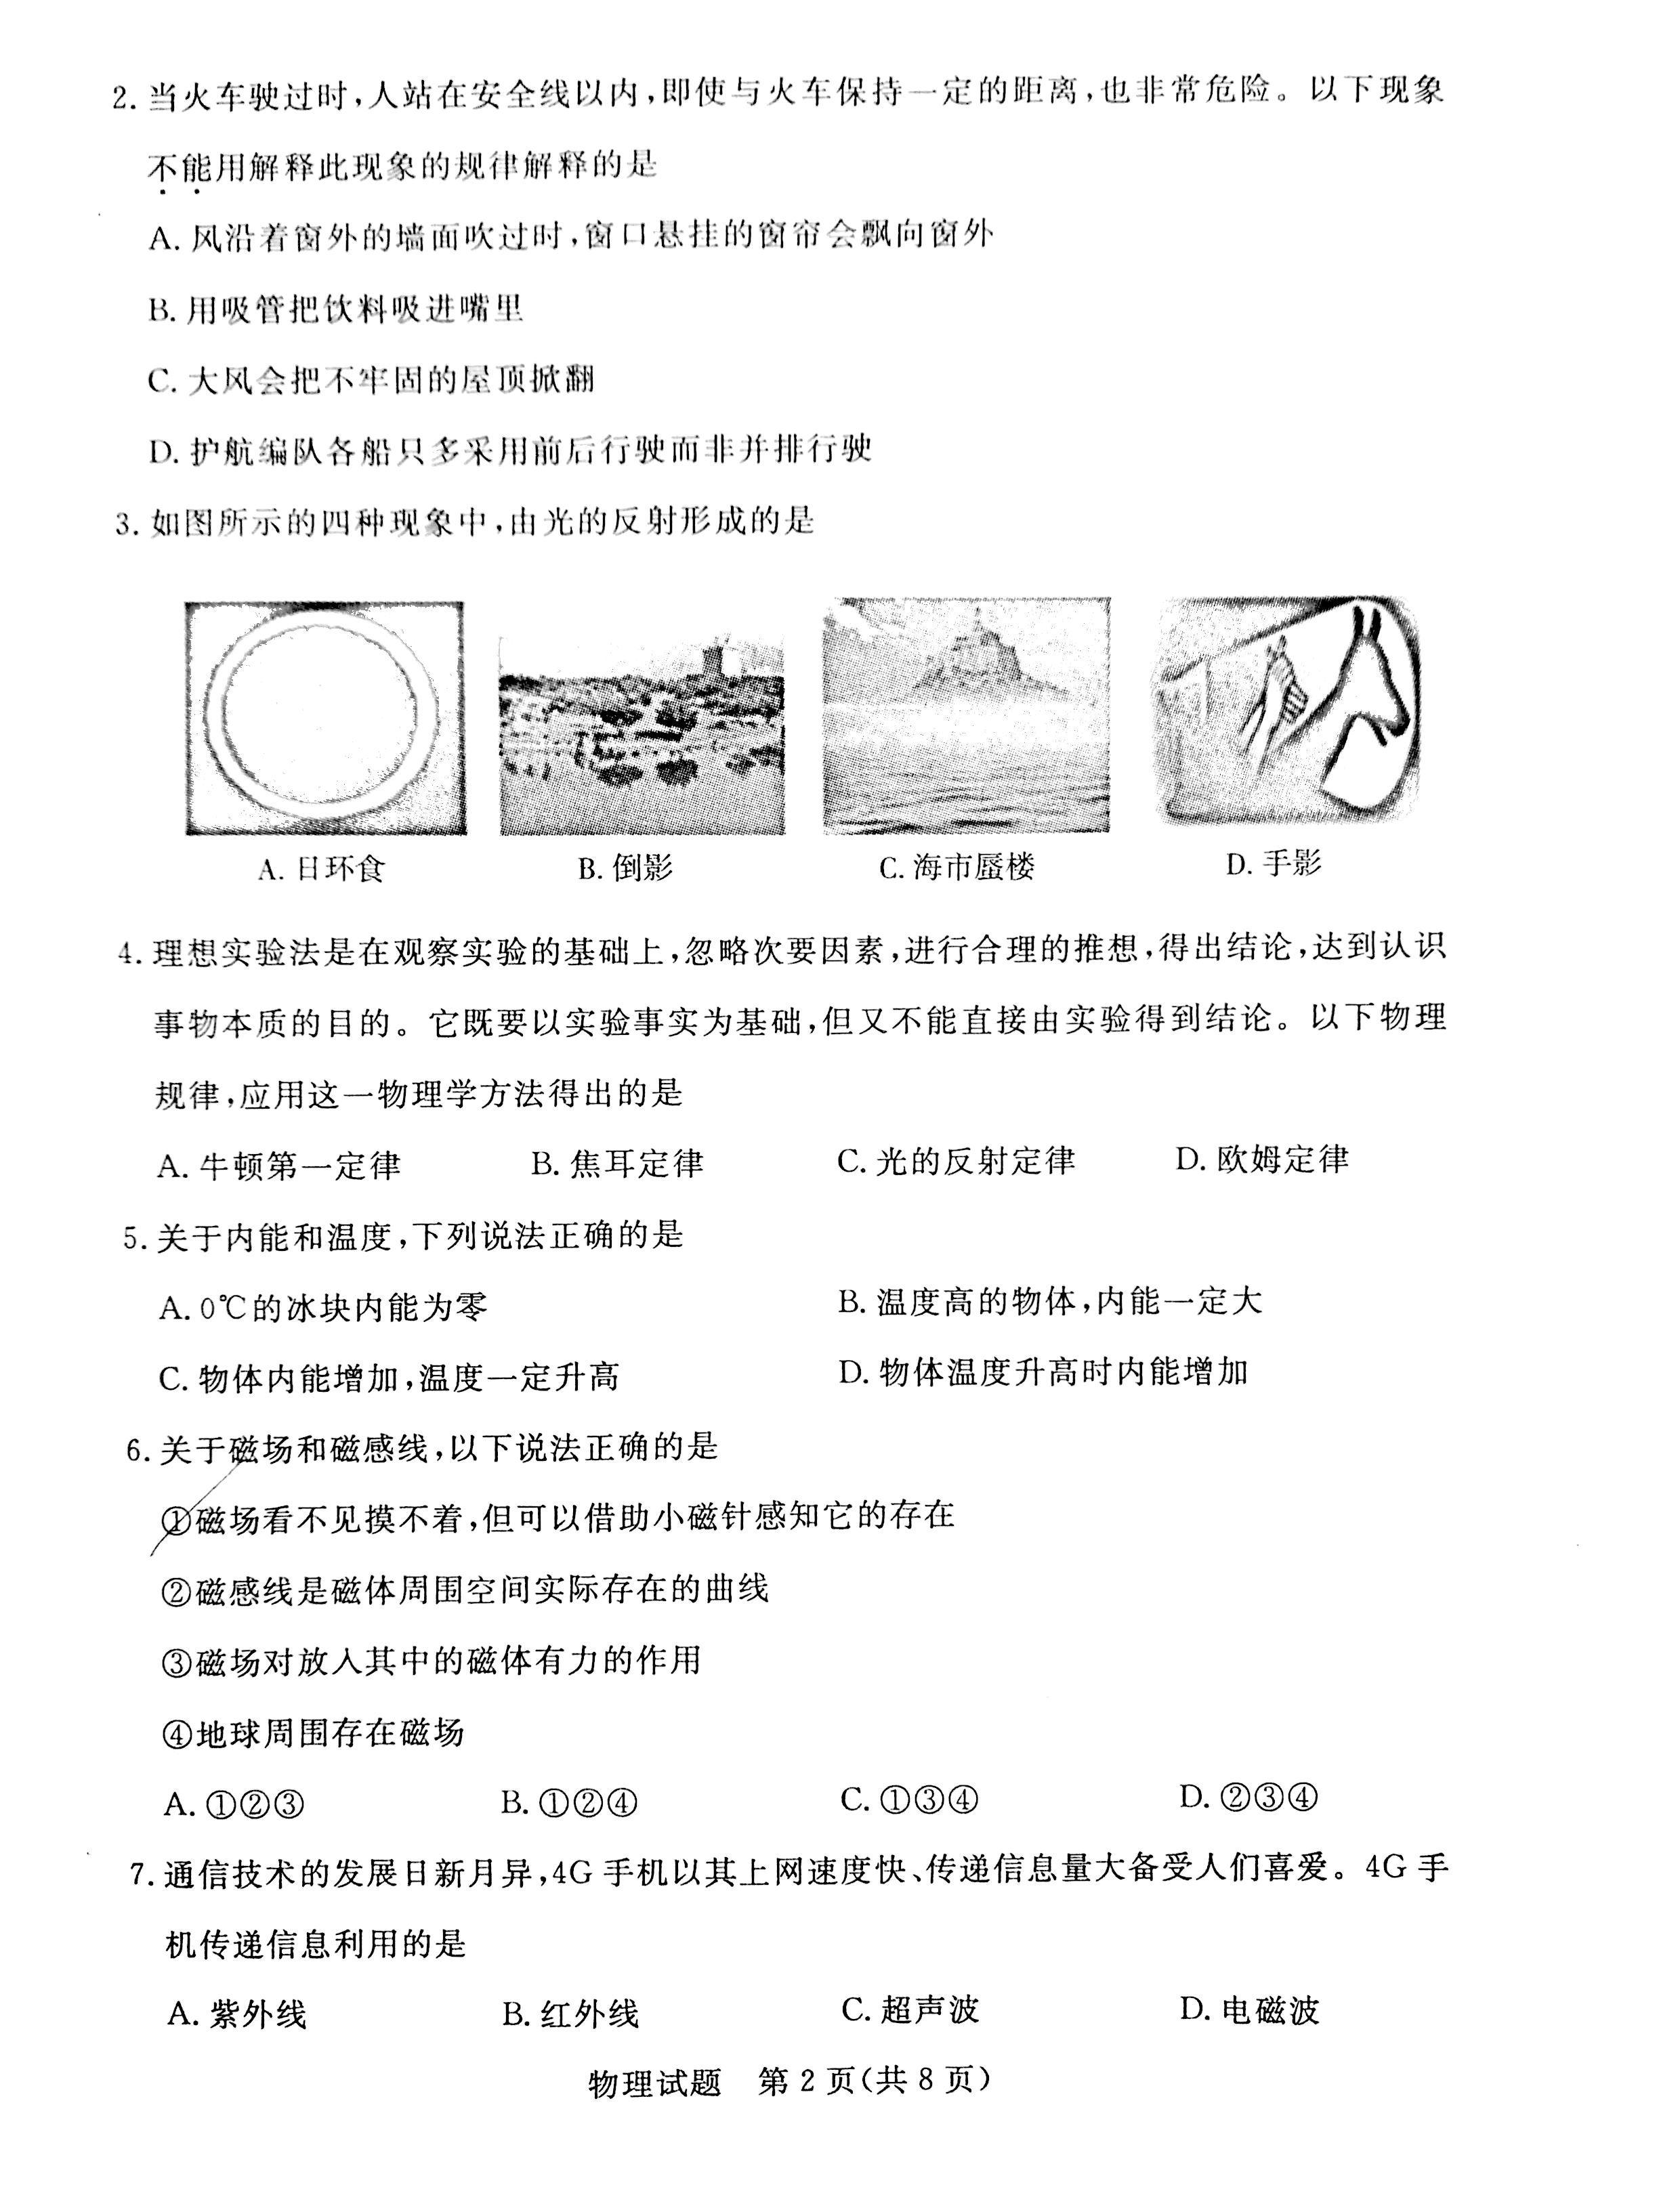 2. 当火车驶过时,人站在安全线以内,即使与火车保持一定的距离,也非常危险。以下现象
不能用解释此现象的规律解释的是
A. 风沿着窗外的墙面吹过时,窗口悬挂的窗帘会飘向窗外
B. 用吸管把饮料吸进嘴里
C. 大风会把不牢固的屋顶掀翻
D. 护航编队各船只多采用前后行驶而非并排行驶
3. 如图所示的四种现象中,由光的反射形成的是
A. 日环食 B. 倒影 C. 海市蜃楼 D. 手影
4. 理想实验法是在观察实验的基础上,忽略次要因素,进行合理的推想,得出结论,达到认识
事物本质的目的。它既要以实验事实为基础,但又不能直接由实验得到结论。以下物理
规律,应用这一物理学方法得出的是
A. 牛顿第一定律 B. 焦耳定律 C. 光的反射定律 D. 欧姆定律
5. 关于内能和温度,下列说法正确的是
A. 0℃的冰块内能为零 B. 温度高的物体,内能一定大
C. 物体内能增加,温度一定升高 D. 物体温度升高时内能增加
6. 关于磁场和磁感线,以下说法正确的是
①磁场看不见摸不着,但可以借助小磁针感知它的存在
②磁感线是磁体周围空间实际存在的曲线
③磁场对放入其中的磁体有力的作用
④地球周围存在磁场
A. ①②③ B. ①②④ C. ①③④ D. ②③④
7. 通信技术的发展日新月异,4G 手机以其上网速度快、传递信息量大备受人们喜爱。4G 手
机传递信息利用的是
A. 紫外线 B. 红外线 C. 超声波 D. 电磁波
物理试题 第 2 页(共 8 页)